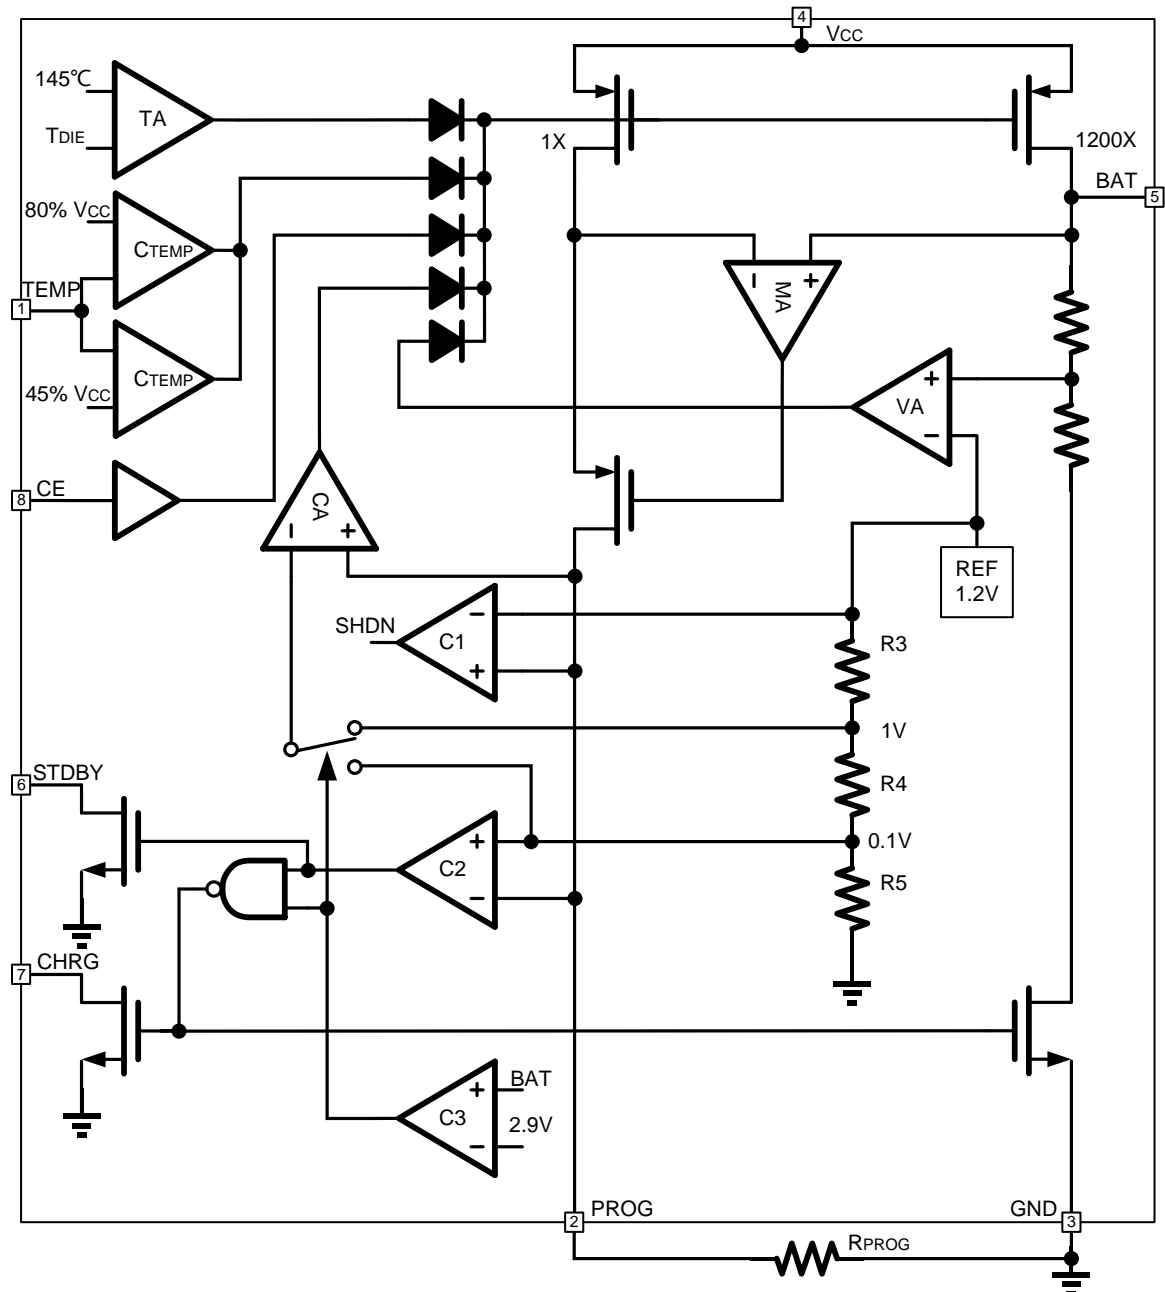 4
VCC
145℃
TA
TDIE
1X
1200X
BAT
5
80% VCC
CTEMP
TEMP
1
− +
MA
CTEMP
45% VCC
+
VA
−
8
CE
CA
− +
REF
1.2V
SHDN
−
C1
+
R3
1V
R4
STDBY
6
+
0.1V
C2
−
R5
CHRG
7
+
BAT
C3
2.9V
−
PROG
2
GND
3
RPROG